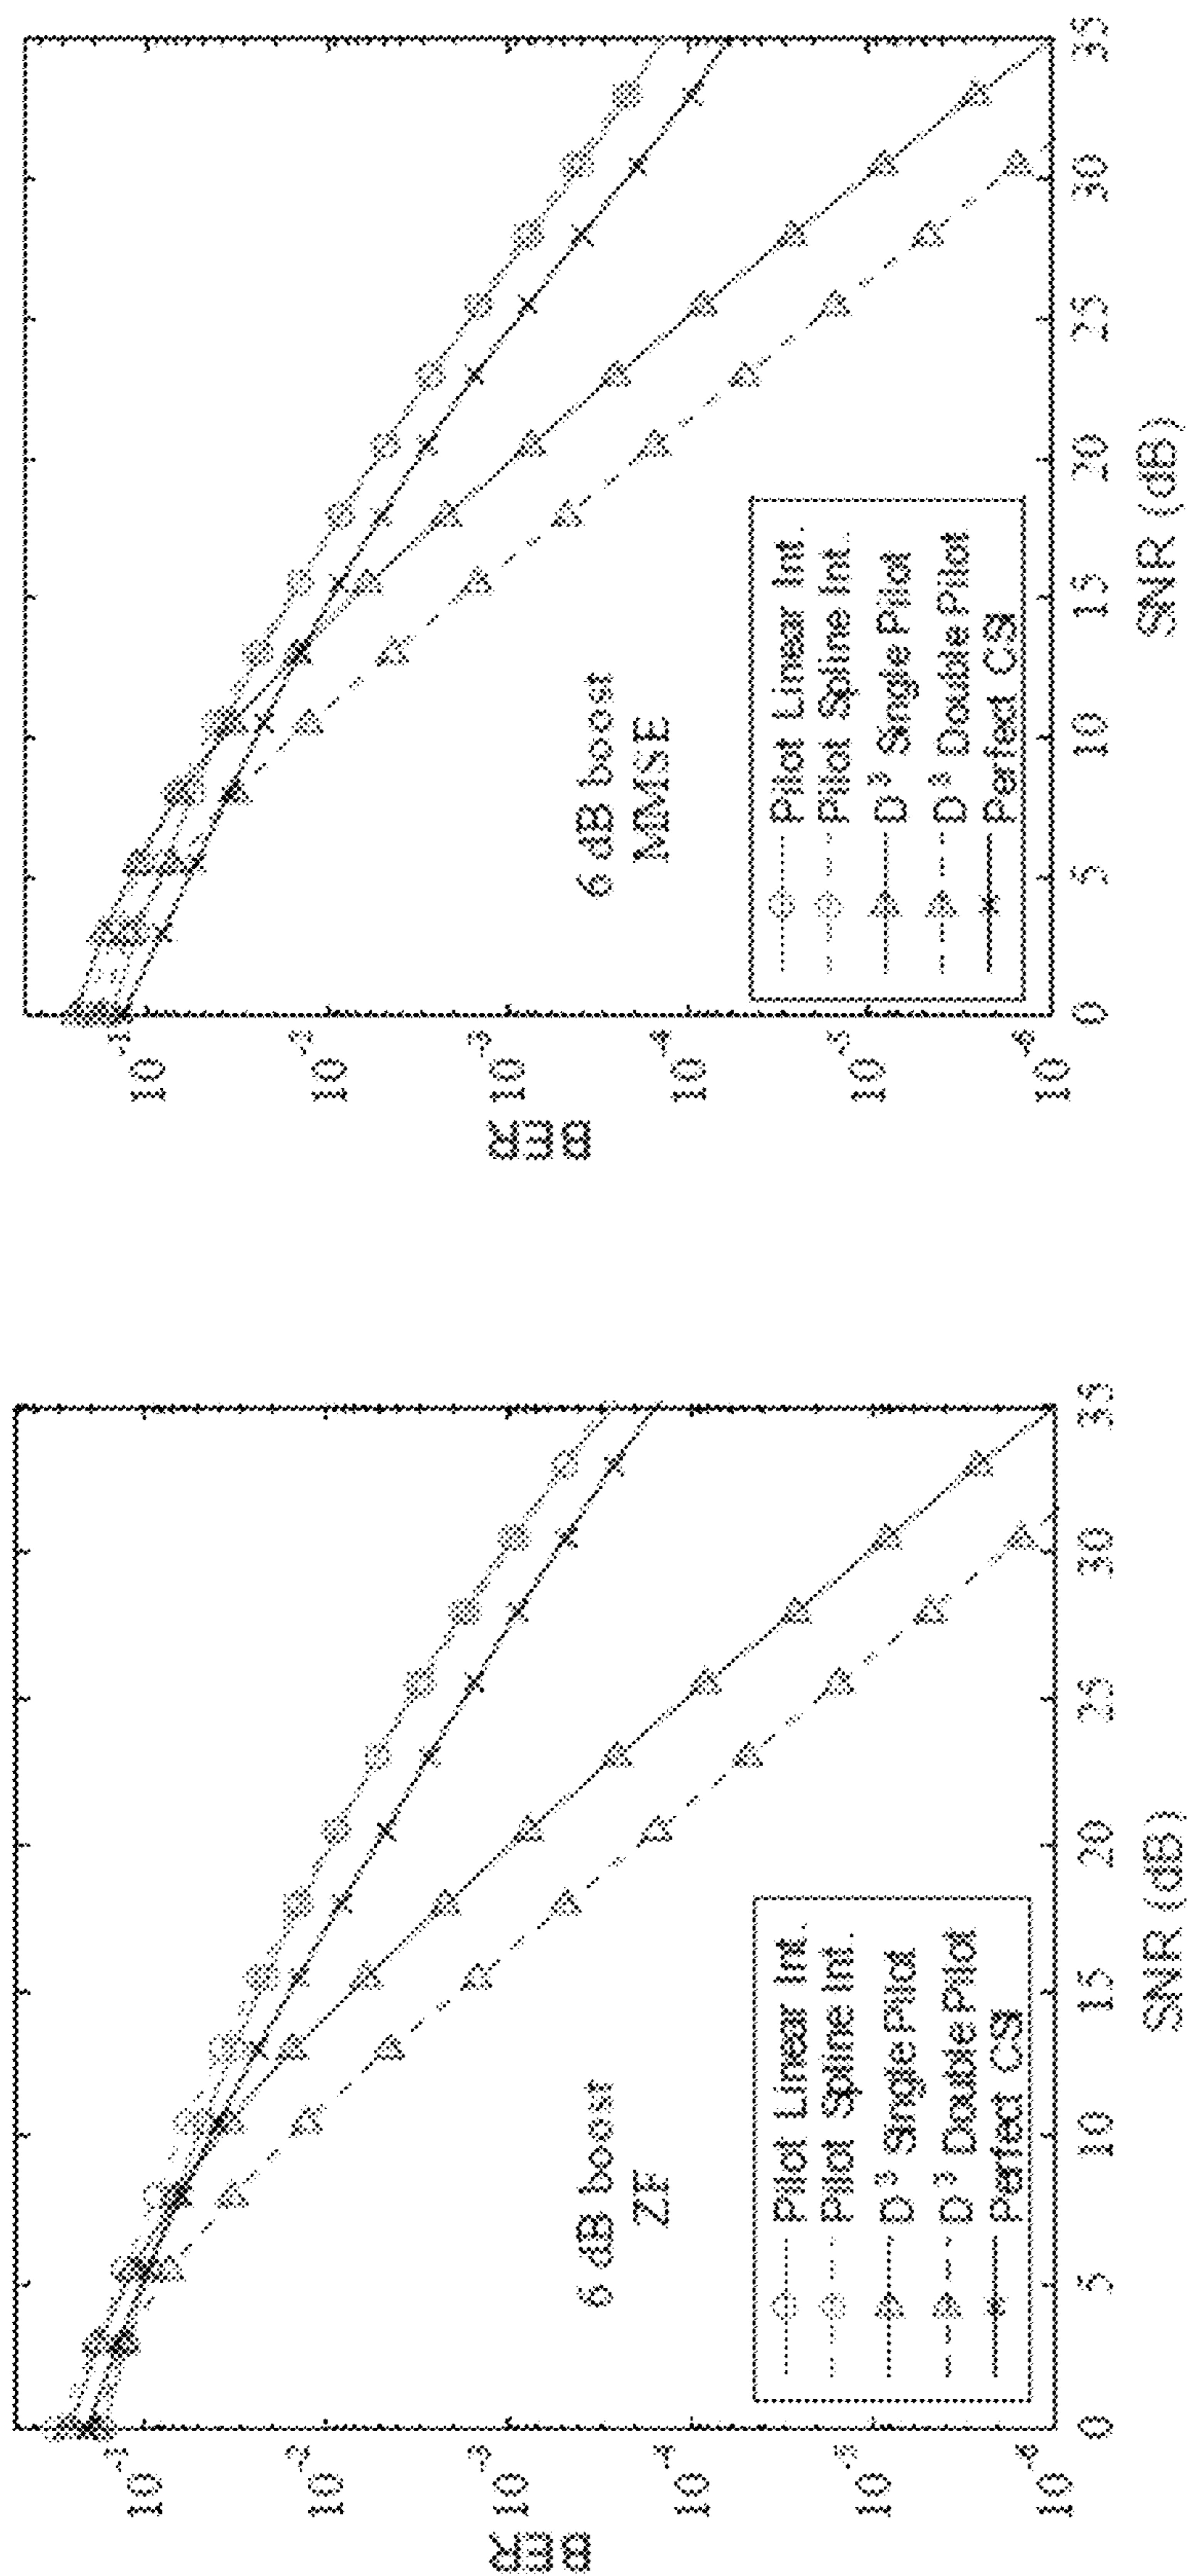 BER
10-1
10-2
10-3
10-4
10-5
10-6
6 dB boost
ZF
Pilot Linear Int.
Pilot Spline Int.
D³ Single Pilot
D³ Double Pilot
Perfect CSI
0 5 10 15 20 25 30 35
SNR (dB)
BER
10-1
10-2
10-3
10-4
10-5
10-6
6 dB boost
MMSE
Pilot Linear Int.
Pilot Spline Int.
D³ Single Pilot
D³ Double Pilot
Perfect CSI
0 5 10 15 20 25 30 35
SNR (dB)